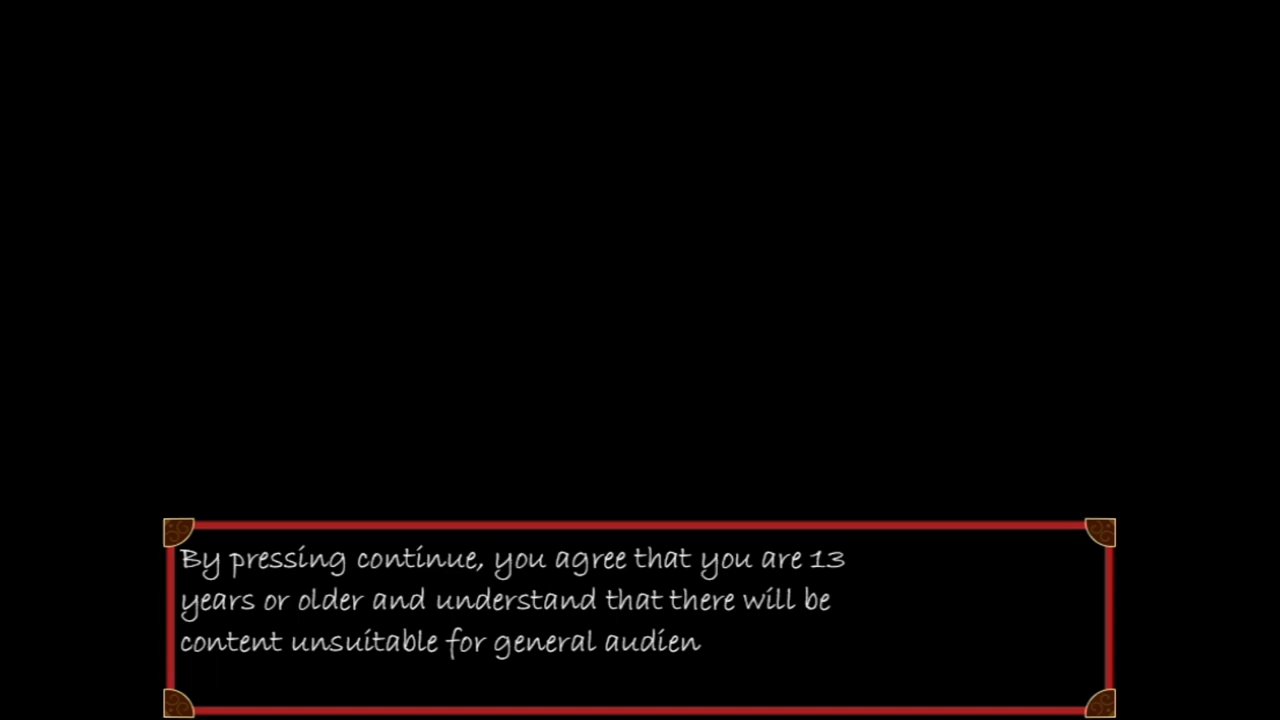 By pressing continue, you agree that you are 13
years or older and understand that there will be
content unsuitable for general audien